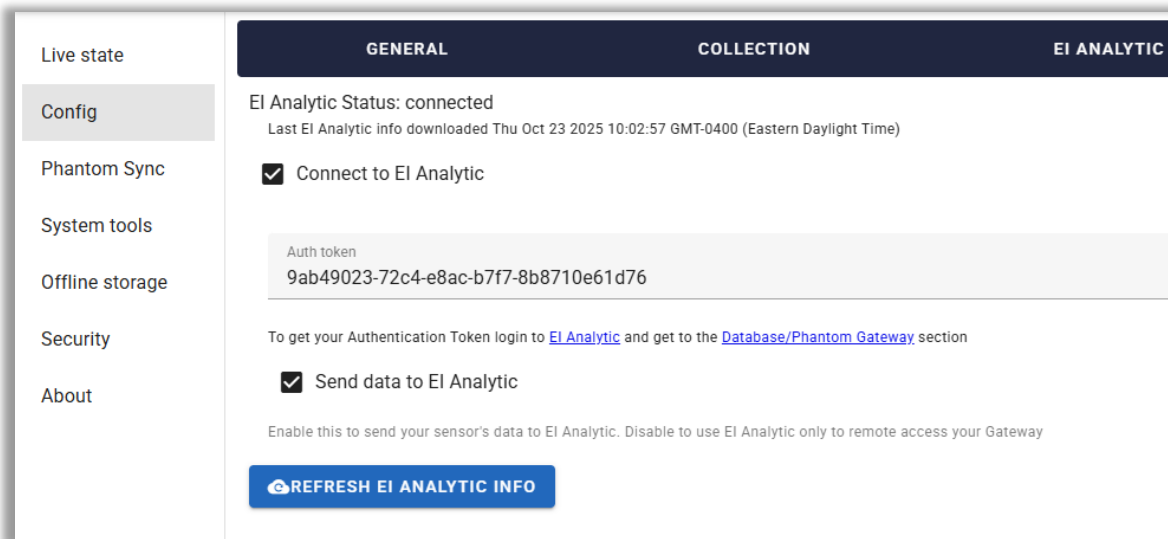 Live state
Config
Phantom Sync
System tools
Offline storage
Security
About
GENERAL COLLECTION EI ANALYTIC
EI Analytic Status: connected
Last EI Analytic info downloaded Thu Oct 23 2025 10:02:57 GMT-0400 (Eastern Daylight Time)
Connect to EI Analytic
Auth token
9ab49023-72c4-e8ac-b7f7-8b8710e61d76
To get your Authentication Token login to EI Analytic and get to the Database/Phantom Gateway section
Send data to EI Analytic
Enable this to send your sensor's data to EI Analytic. Disable to use EI Analytic only to remote access your Gateway
REFRESH EI ANALYTIC INFO